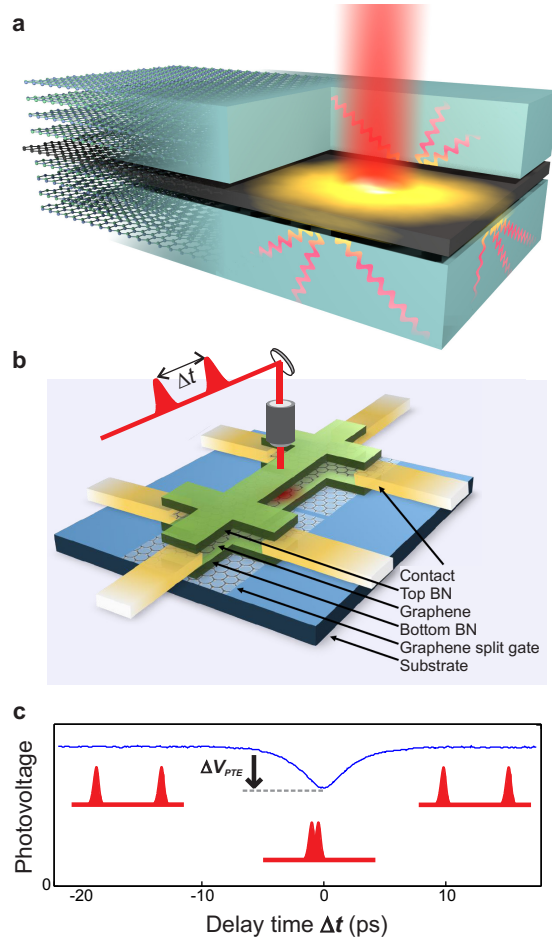 a
b
Δt
Contact
Top BN
Graphene
Bottom BN
Graphene split gate
Substrate
c
ΔV_PTE
Photovoltage
0
-20
-10
0
10
Delay time Δt (ps)